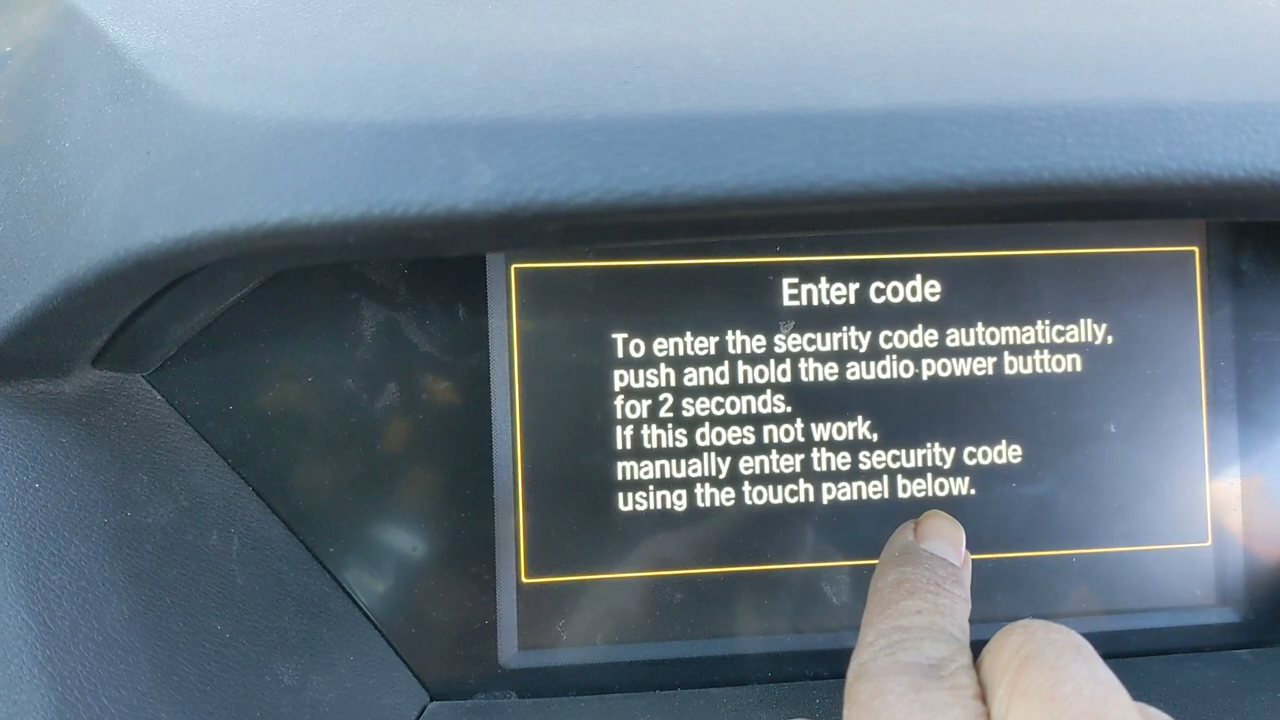 Enter code
To enter the security code automatically,
push and hold the audio power button
for 2 seconds.
If this does not work,
manually enter the security code
using the touch panel below.